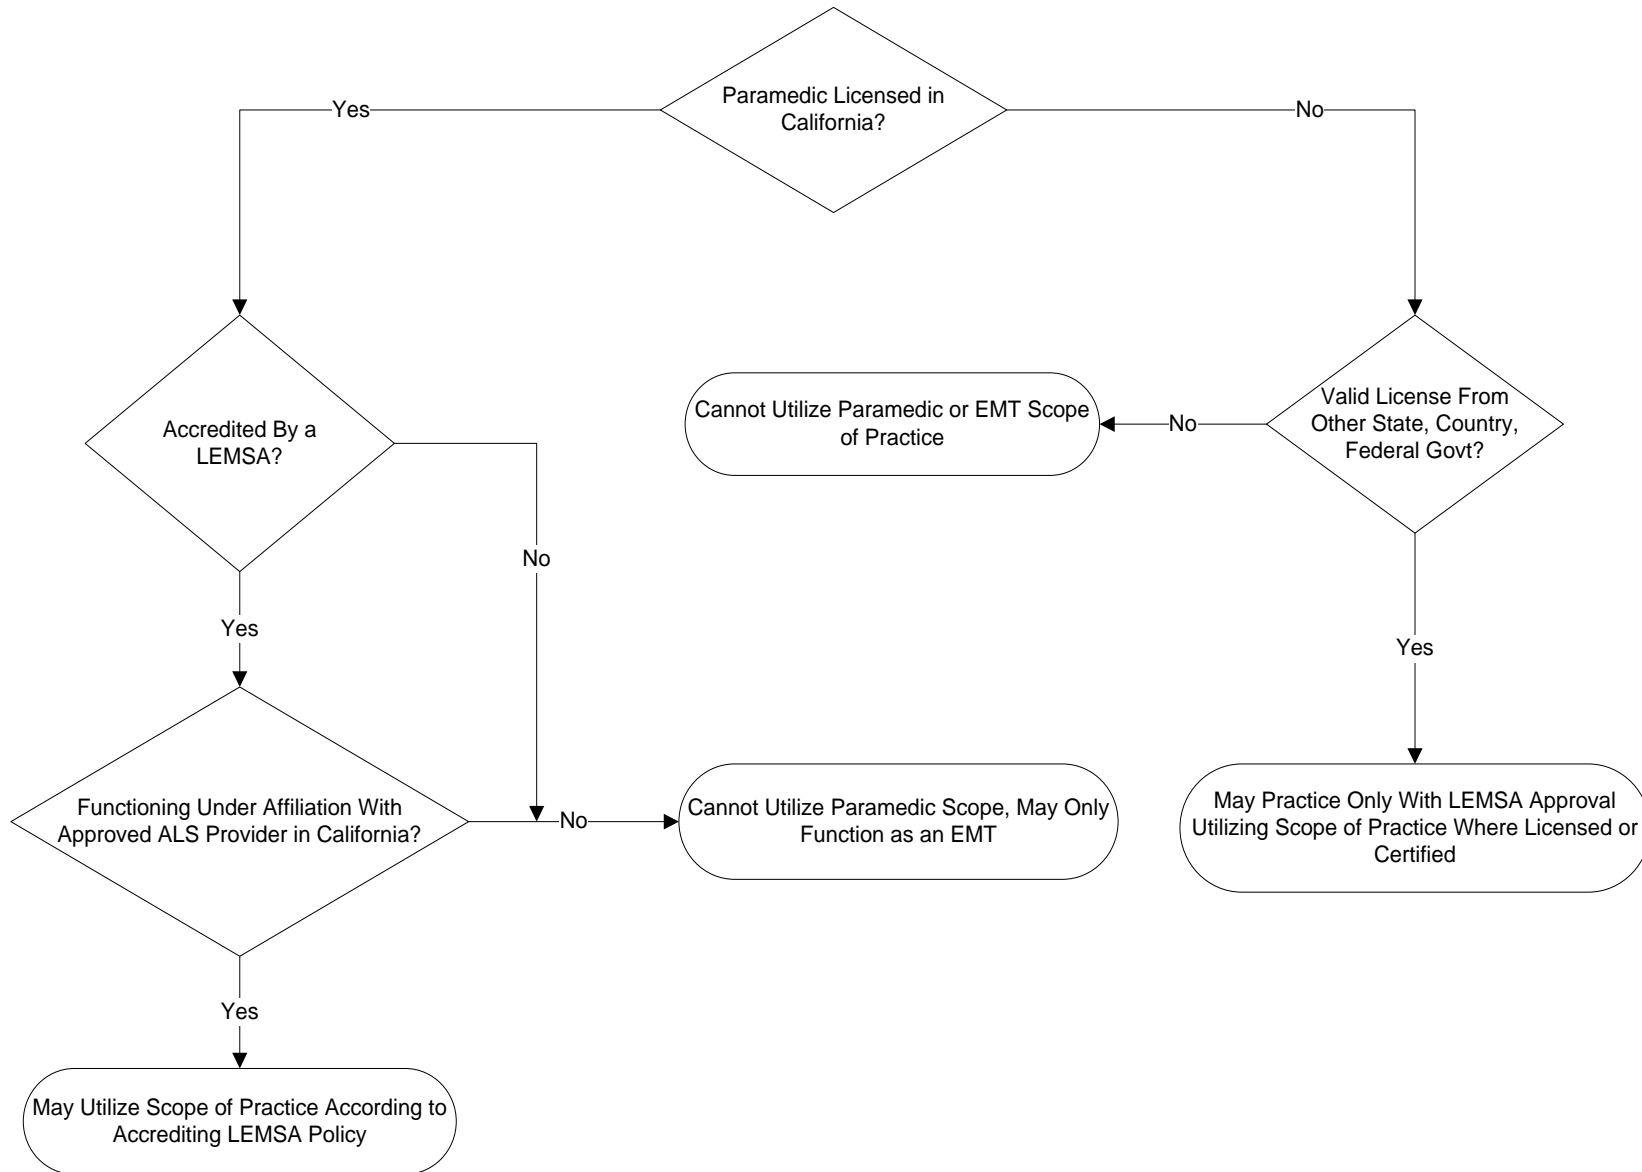 Paramedic Licensed in
California?
Yes
No
Accredited By a
LEMSA?
Cannot Utilize Paramedic or EMT Scope
of Practice
No
Valid License From
Other State, Country,
Federal Govt?
No
Yes
Yes
Functioning Under Affiliation With
Approved ALS Provider in California?
No
Cannot Utilize Paramedic Scope, May Only
Function as an EMT
May Practice Only With LEMSA Approval
Utilizing Scope of Practice Where Licensed or
Certified
Yes
May Utilize Scope of Practice According to
Accrediting LEMSA Policy